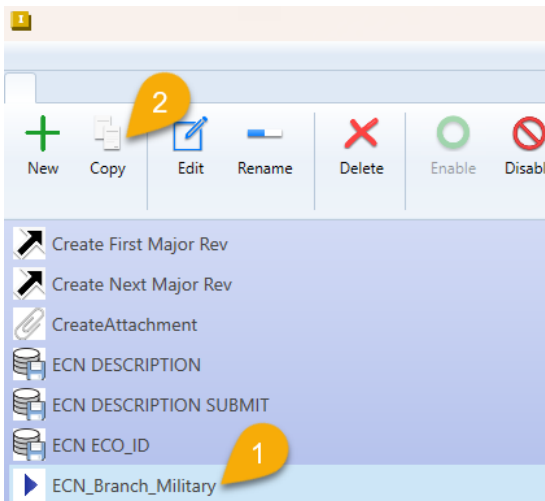 I
2
New Copy Edit Rename Delete Enable Disabl
Create First Major Rev
Create Next Major Rev
CreateAttachment
ECN DESCRIPTION
ECN DESCRIPTION SUBMIT
ECN ECO_ID
1
ECN_Branch_Military